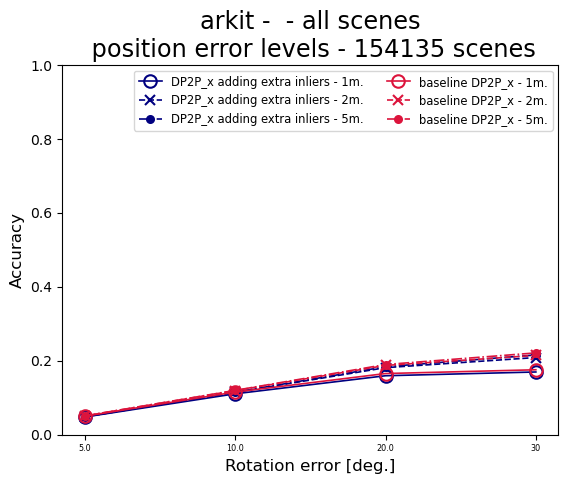 arkit -  - all scenes
position error levels - 154135 scenes
DP2P_x adding extra inliers - 1m.
DP2P_x adding extra inliers - 2m.
DP2P_x adding extra inliers - 5m.
baseline DP2P_x - 1m.
baseline DP2P_x - 2m.
baseline DP2P_x - 5m.
Accuracy
1.0
0.8
0.6
0.4
0.2
0.0
5.0 10.0 20.0 30
Rotation error [deg.]